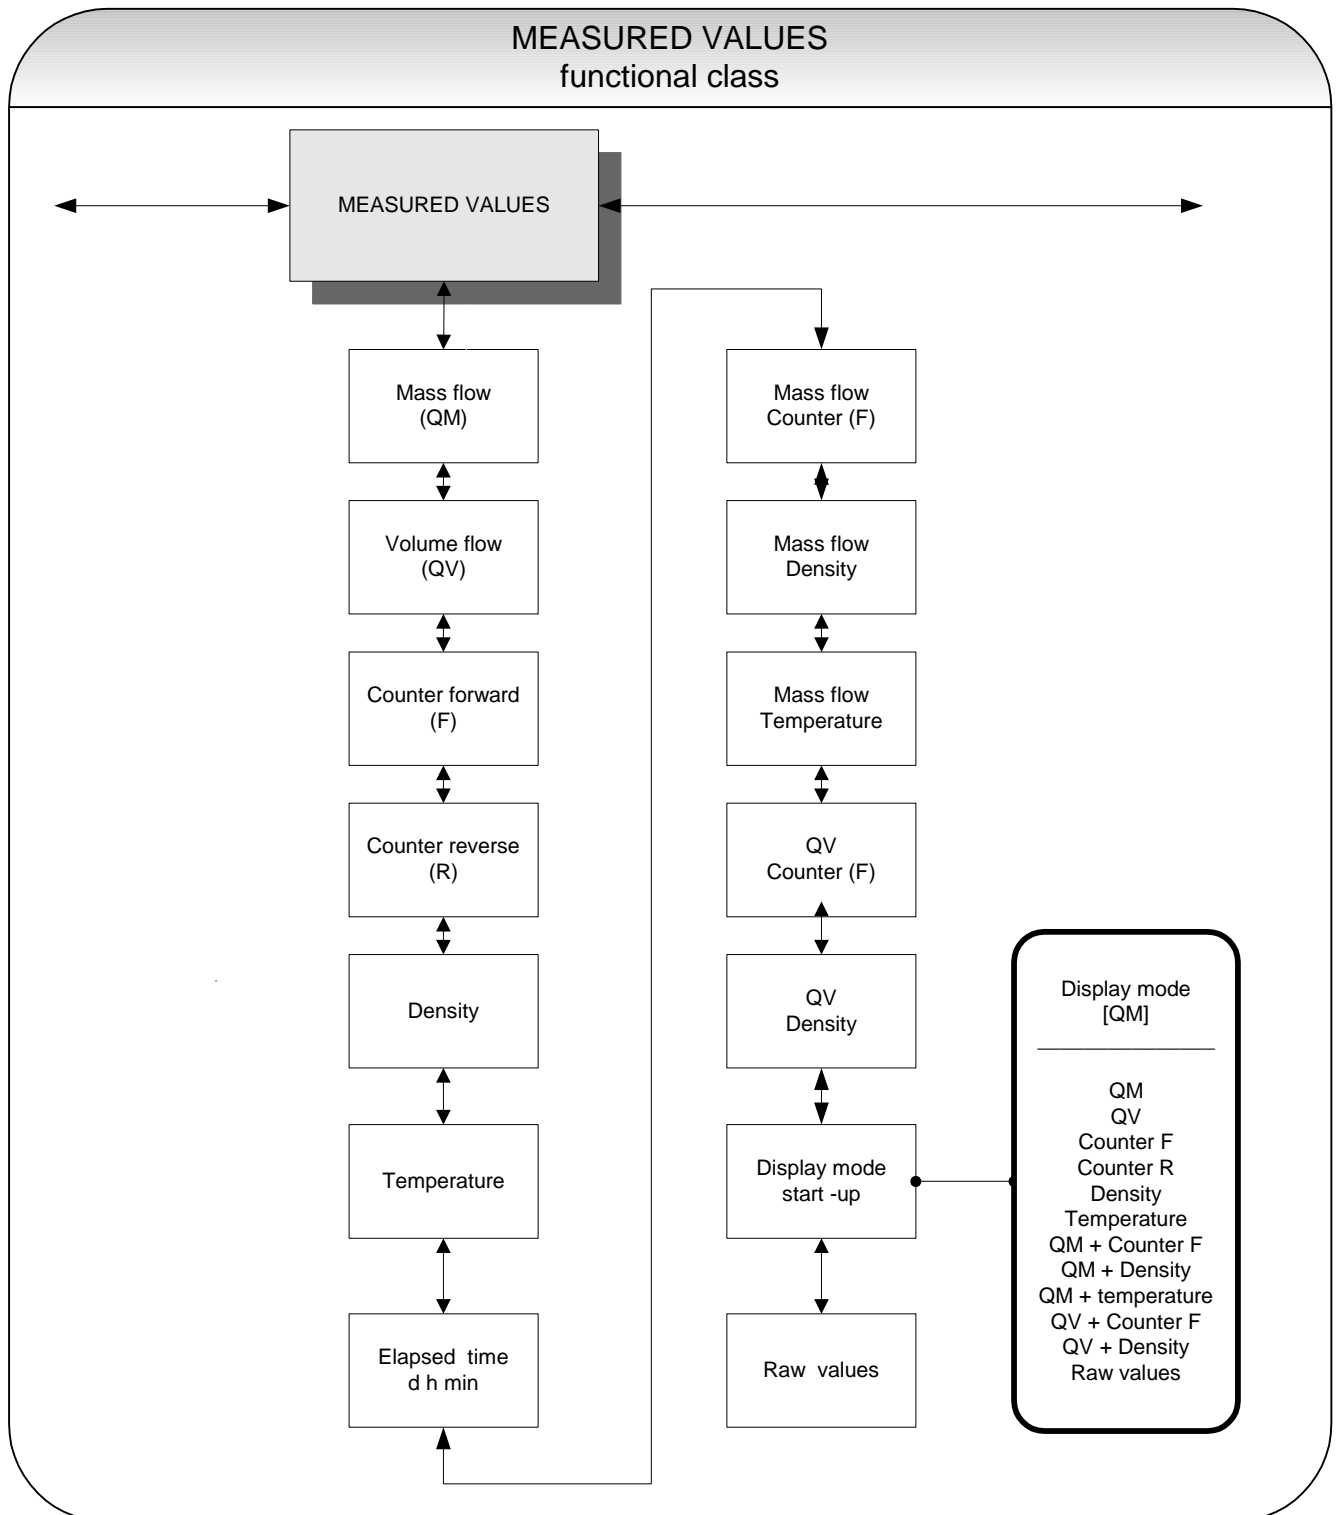 MEASURED VALUES
functional class
MEASURED VALUES
Mass flow
(QM)
Volume flow
(QV)
Counter forward
(F)
Counter reverse
(R)
Density
Temperature
Elapsed time
d h min
Mass flow
Counter (F)
Mass flow
Density
Mass flow
Temperature
QV
Counter (F)
QV
Density
Display mode
start -up
Raw values
Display mode
[QM]
QM
QV
Counter F
Counter R
Density
Temperature
QM + Counter F
QM + Density
QM + temperature
QV + Counter F
QV + Density
Raw values